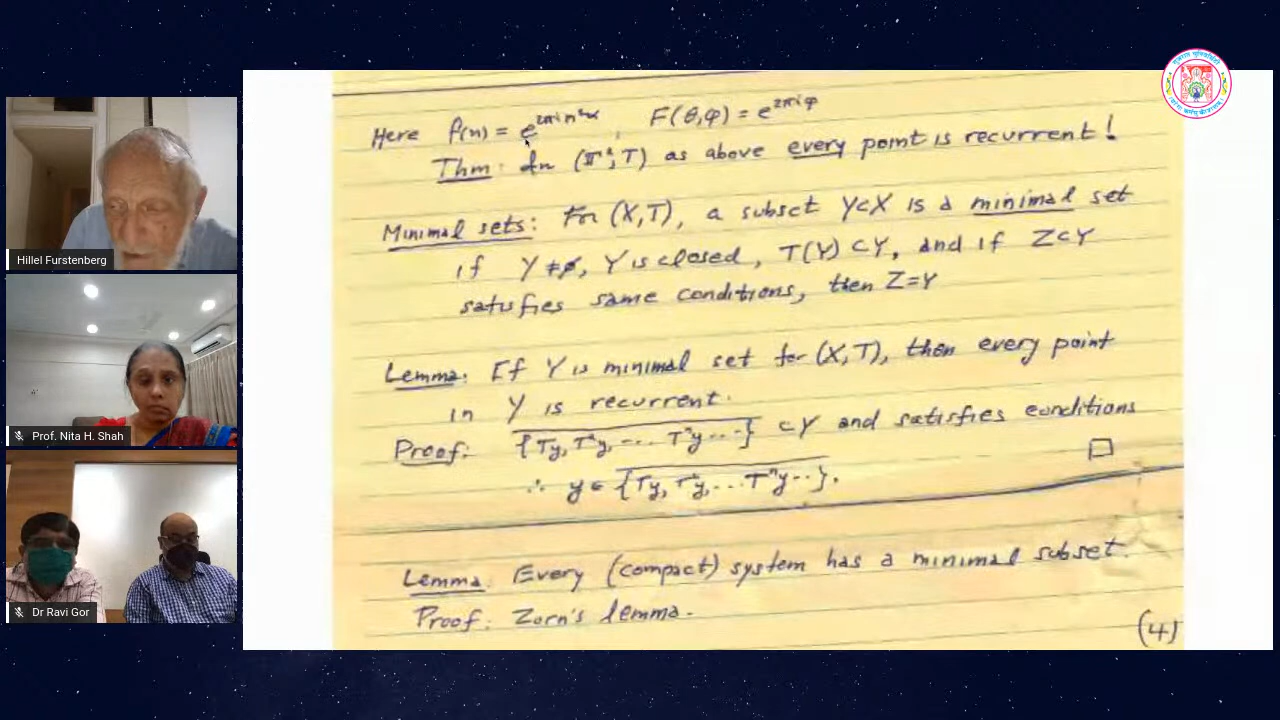 Here f(n) = e^{2πin²α}, F(θ,φ) = e^{2πiφ}
Thm: In (𝕋², T) as above every point is recurrent!
Minimal sets: For (X,T), a subset Y⊂X is a minimal set
if Y ≠ ø, Y is closed, T(Y) ⊂ Y, and if Z⊂Y
satisfies same conditions, then Z=Y
Lemma. If Y is minimal set for (X,T), then every point
in Y is recurrent.
Proof: \overline{{Ty, T²y, ... Tⁿy ...}} ⊂ Y and satisfies conditions
∴ y ∈ \overline{{Ty, T²y, ... Tⁿy ..}}. □
Lemma. Every (compact) system has a minimal subset.
Proof: Zorn's lemma.
(4)
Hillel Furstenberg
Prof. Nita H. Shah
Dr Ravi Gor